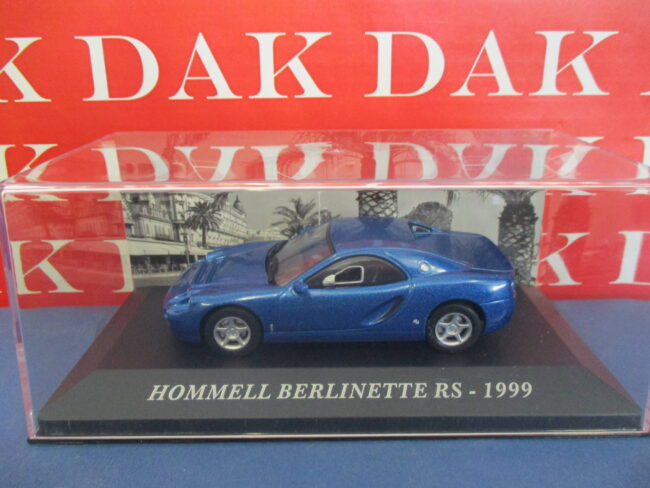 K DAK DAK DAK D
DAK DAK DAK
HOMMELL BERLINETTE RS - 1999